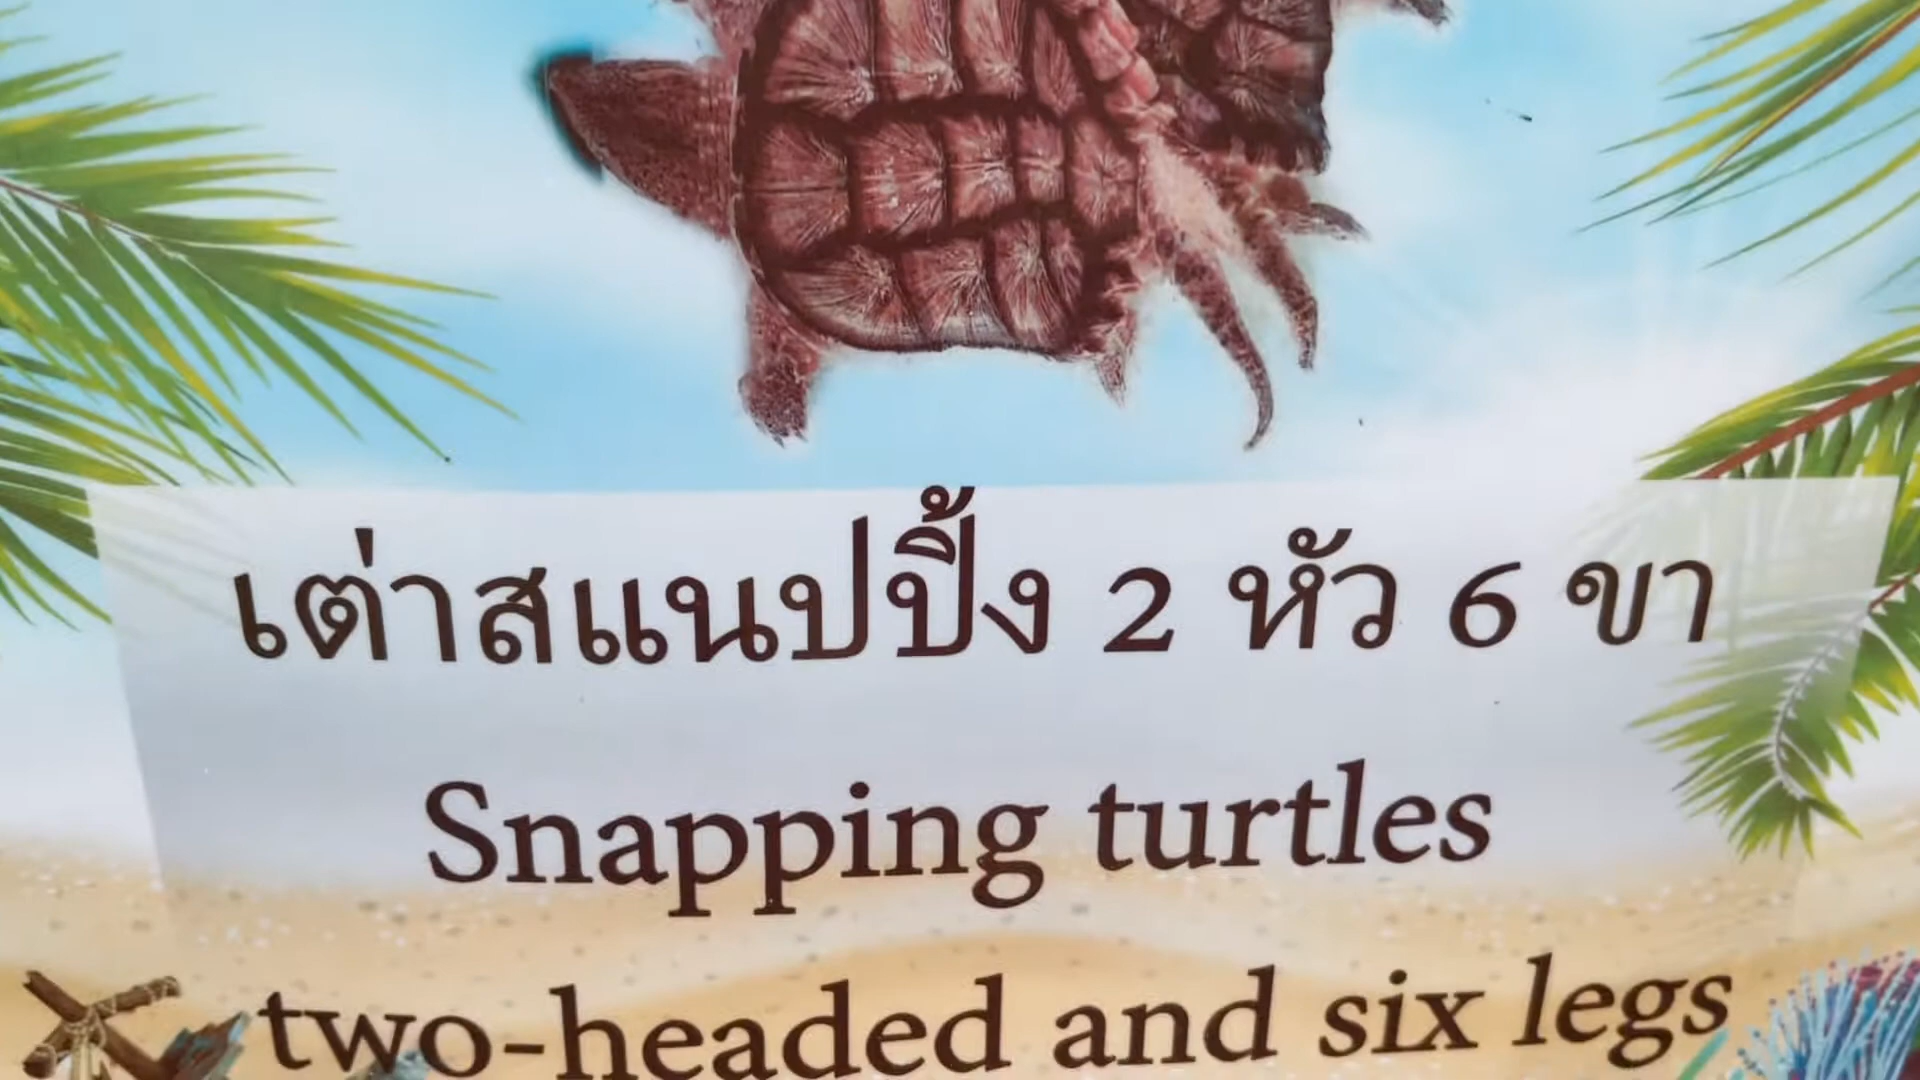 เต่าสแนปปิ้ง 2 หัว 6 ขา
Snapping turtles
two-headed and six legs